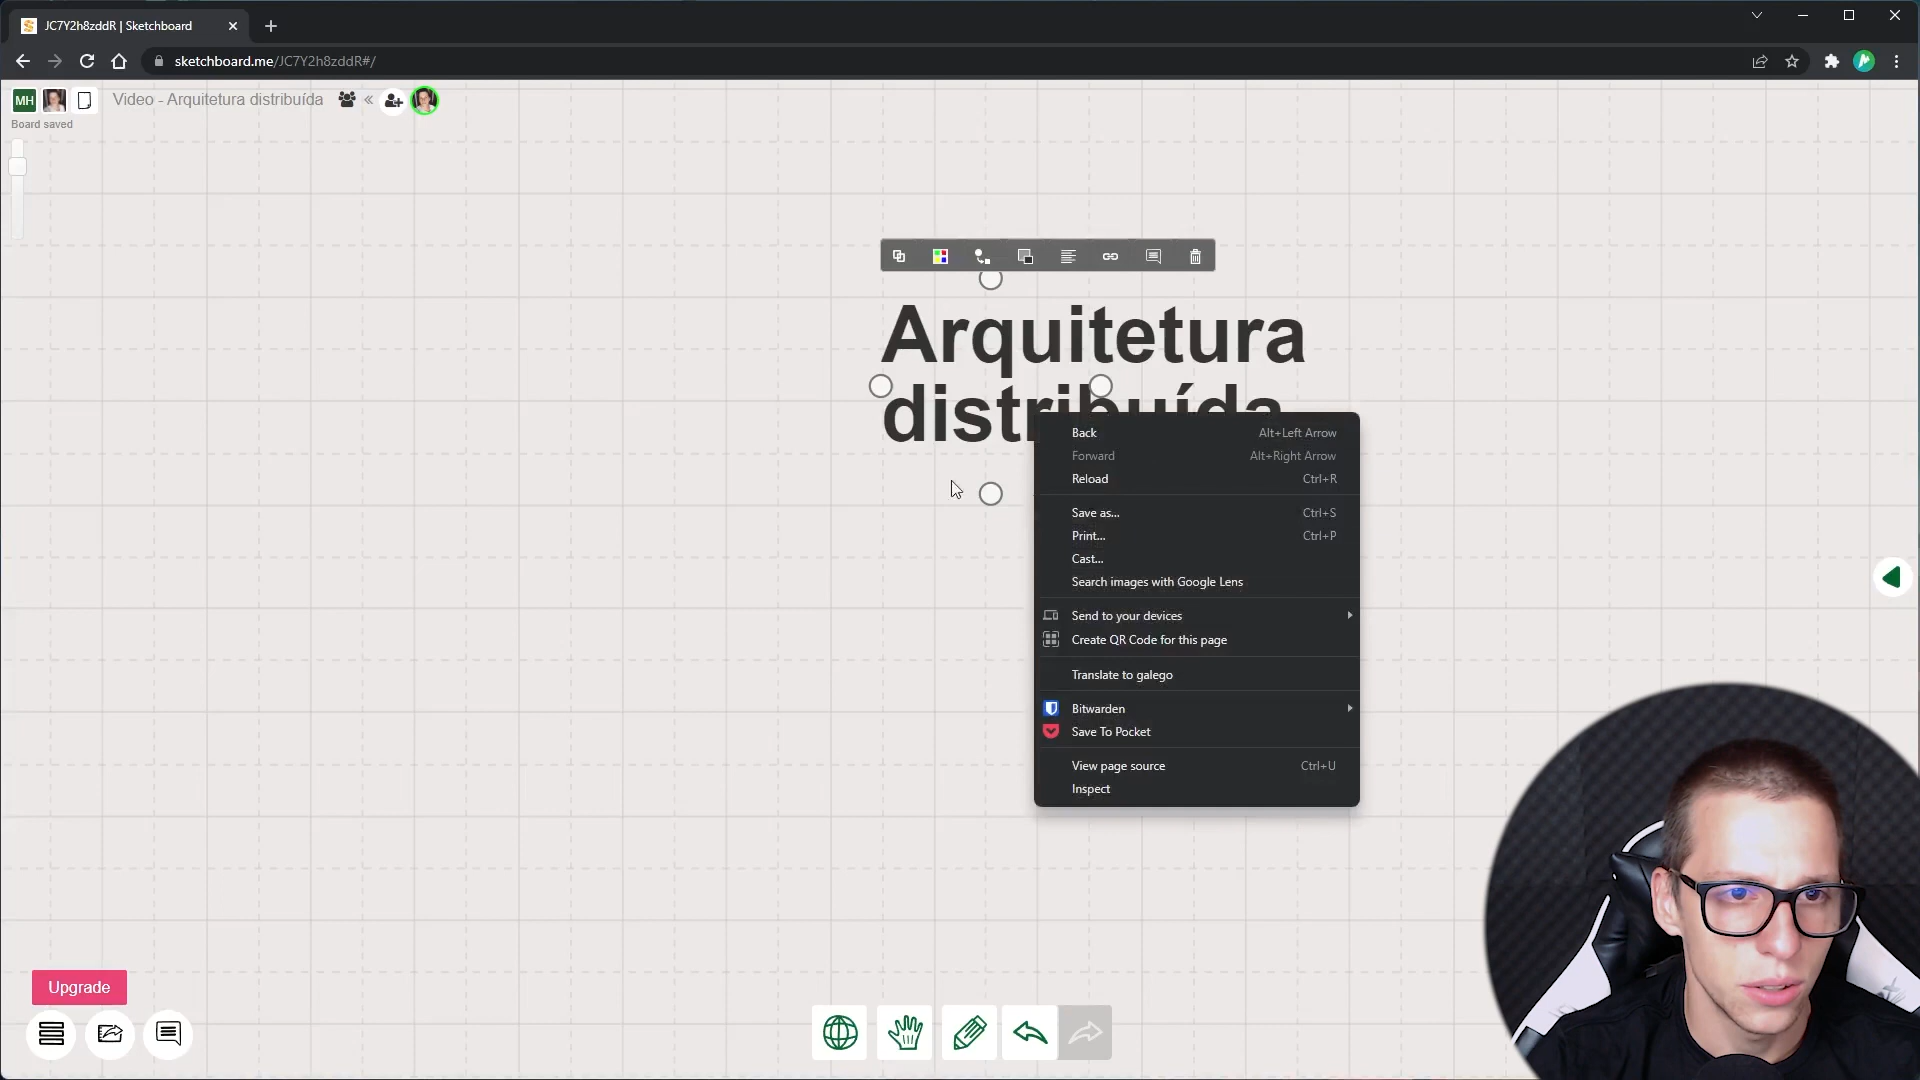 JC7Y2h8zddR | Sketchboard
sketchboard.me/JC7Y2h8zddR#/
MH
Video - Arquitetura distribuída
Board saved
Arquitetura
distribuída
Back Alt+Left Arrow
Forward Alt+Right Arrow
Reload Ctrl+R
Save as... Ctrl+S
Print... Ctrl+P
Cast...
Search images with Google Lens
Send to your devices
Create QR Code for this page
Translate to galego
Bitwarden
Save To Pocket
View page source Ctrl+U
Inspect
Upgrade